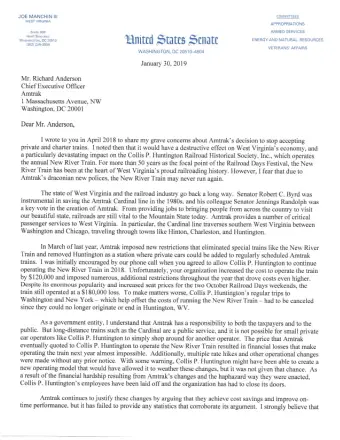 JOE MANCHIN III
WEST VIRGINIA
COMMITTEES
APPROPRIATIONS
ARMED SERVICES
ENERGY AND NATURAL RESOURCES
VETERANS' AFFAIRS
United States Senate
WASHINGTON, DC 20510-4804
January 30, 2019
Mr. Richard Anderson
Chief Executive Officer
Amtrak
1 Massachusetts Avenue, NW
Washington, DC 20001
Dear Mr. Anderson,
I wrote to you in April 2018 to share my grave concerns about Amtrak's decision to stop accepting
private and charter trains. I noted then that it would have a destructive effect on West Virginia's economy, and
a particularly devastating impact on the Collis P. Huntington Railroad Historical Society, Inc., which operates
the annual New River Train. For more than 50 years as the focal point of the Railroad Days Festival, the New
River Train has been at the heart of West Virginia's proud railroading history. However, I fear that due to
Amtrak's draconian new polices, the New River Train may never run again.
The state of West Virginia and the railroad industry go back a long way. Senator Robert C. Byrd was
instrumental in saving the Amtrak Cardinal line in the 1980s, and his colleague Senator Jennings Randolph was
a key vote in the creation of Amtrak. From providing jobs to bringing people from across the country to visit
our beautiful state, railroads are still vital to the Mountain State today. Amtrak provides a number of critical
passenger services to West Virginia. In particular, the Cardinal line traverses southern West Virginia between
Washington and Chicago, traveling through towns like Hinton, Charleston, and Huntington.
In March of last year, Amtrak imposed new restrictions that eliminated special trains like the New River
Train and removed Huntington as a station where private cars could be added to regularly scheduled Amtrak
trains. I was initially encouraged by our phone call when you agreed to allow Collis P. Huntington to continue
operating the New River Train in 2018. Unfortunately, your organization increased the cost to operate the train
by $120,000 and imposed numerous, additional restrictions throughout the year that drove costs even higher.
Despite its enormous popularity and increased seat prices for the two October Railroad Days weekends, the
train still operated at a $180,000 loss. To make matters worse, Collis P. Huntington's regular trips to
Washington and New York – which help offset the costs of running the New River Train – had to be canceled
since they could no longer originate or end in Huntington, WV.
As a government entity, I understand that Amtrak has a responsibility to both the taxpayers and to the
public. But long-distance trains such as the Cardinal are a public service, and it is not possible for small private
car operators like Collis P. Huntington to simply shop around for another operator. The price that Amtrak
eventually quoted to Collis P. Huntington to operate the New River Train resulted in financial losses that make
operating the train next year almost impossible. Additionally, multiple rate hikes and other operational changes
were made without any prior notice. With some warning, Collis P. Huntington might have been able to create a
new operating model that would have allowed it to weather these changes, but it was not given that chance. As
a result of the financial hardship resulting from Amtrak's changes and the haphazard way they were enacted,
Collis P. Huntington's employees have been laid off and the organization has had to close its doors.
Amtrak continues to justify these changes by arguing that they achieve cost savings and improve on-
time performance, but it has failed to provide any statistics that corroborate its argument. I strongly believe that